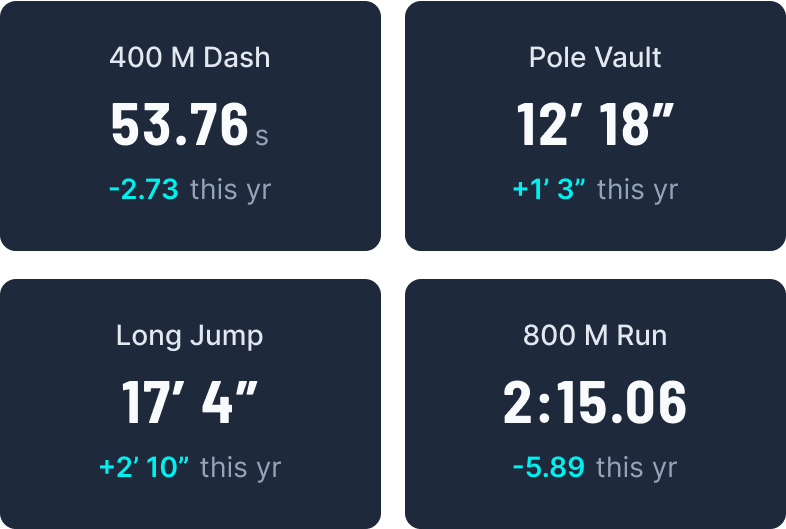 400 M Dash
53.76 s
-2.73 this yr
Pole Vault
12’ 18”
+1’ 3” this yr
Long Jump
17’ 4”
+2’ 10” this yr
800 M Run
2:15.06
-5.89 this yr